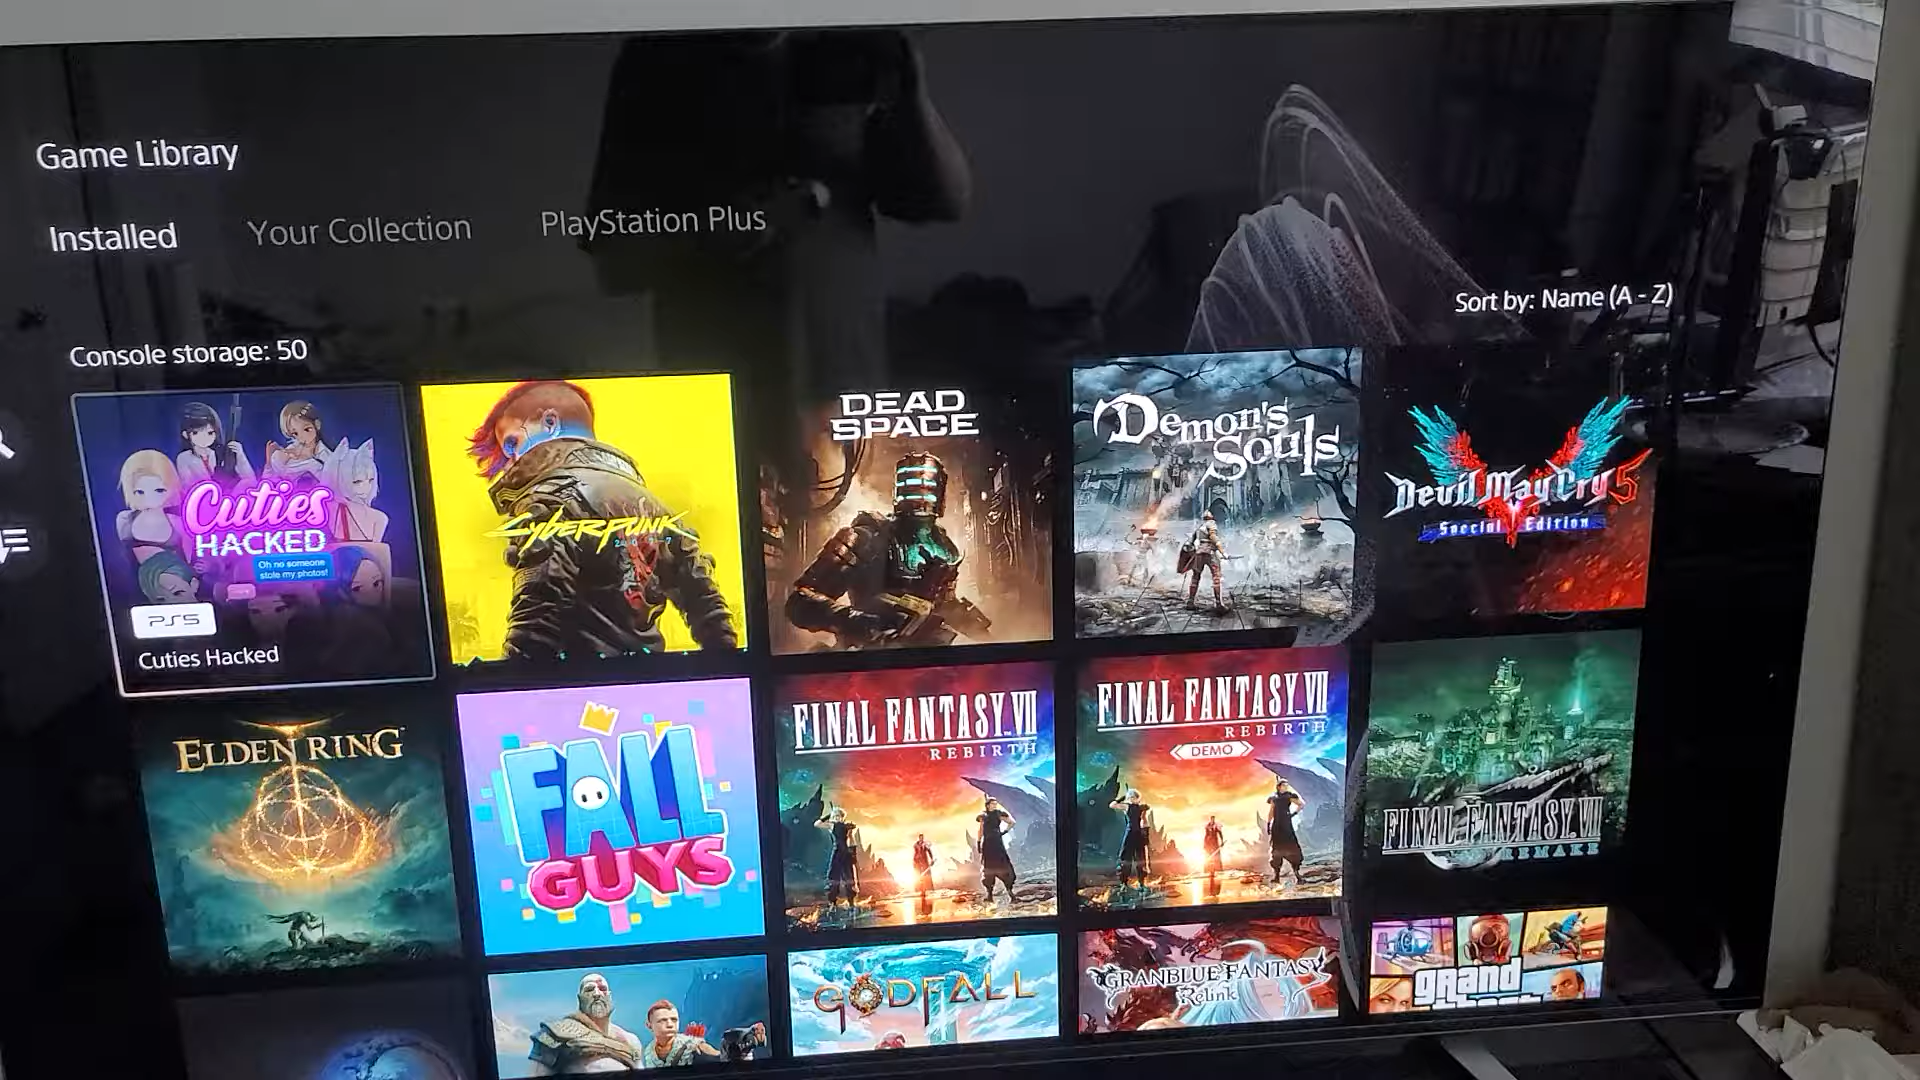 Game Library
Installed
Your Collection
PlayStation Plus
Sort by: Name (A - Z)
Console storage: 50
Cuties
HACKED
Oh no someone
stole my photos!
PS5
Cuties Hacked
CYBERPUNK
2077
DEAD
SPACE
Demon's
Souls
Devil May Cry 5
Special Edition
ELDEN RING
FALL
GUYS
FINAL FANTASY VII
REBIRTH
FINAL FANTASY VII
REBIRTH
DEMO
FINAL FANTASY VII
REMAKE
GODFALL
GRANBLUE FANTASY
Relink
grand